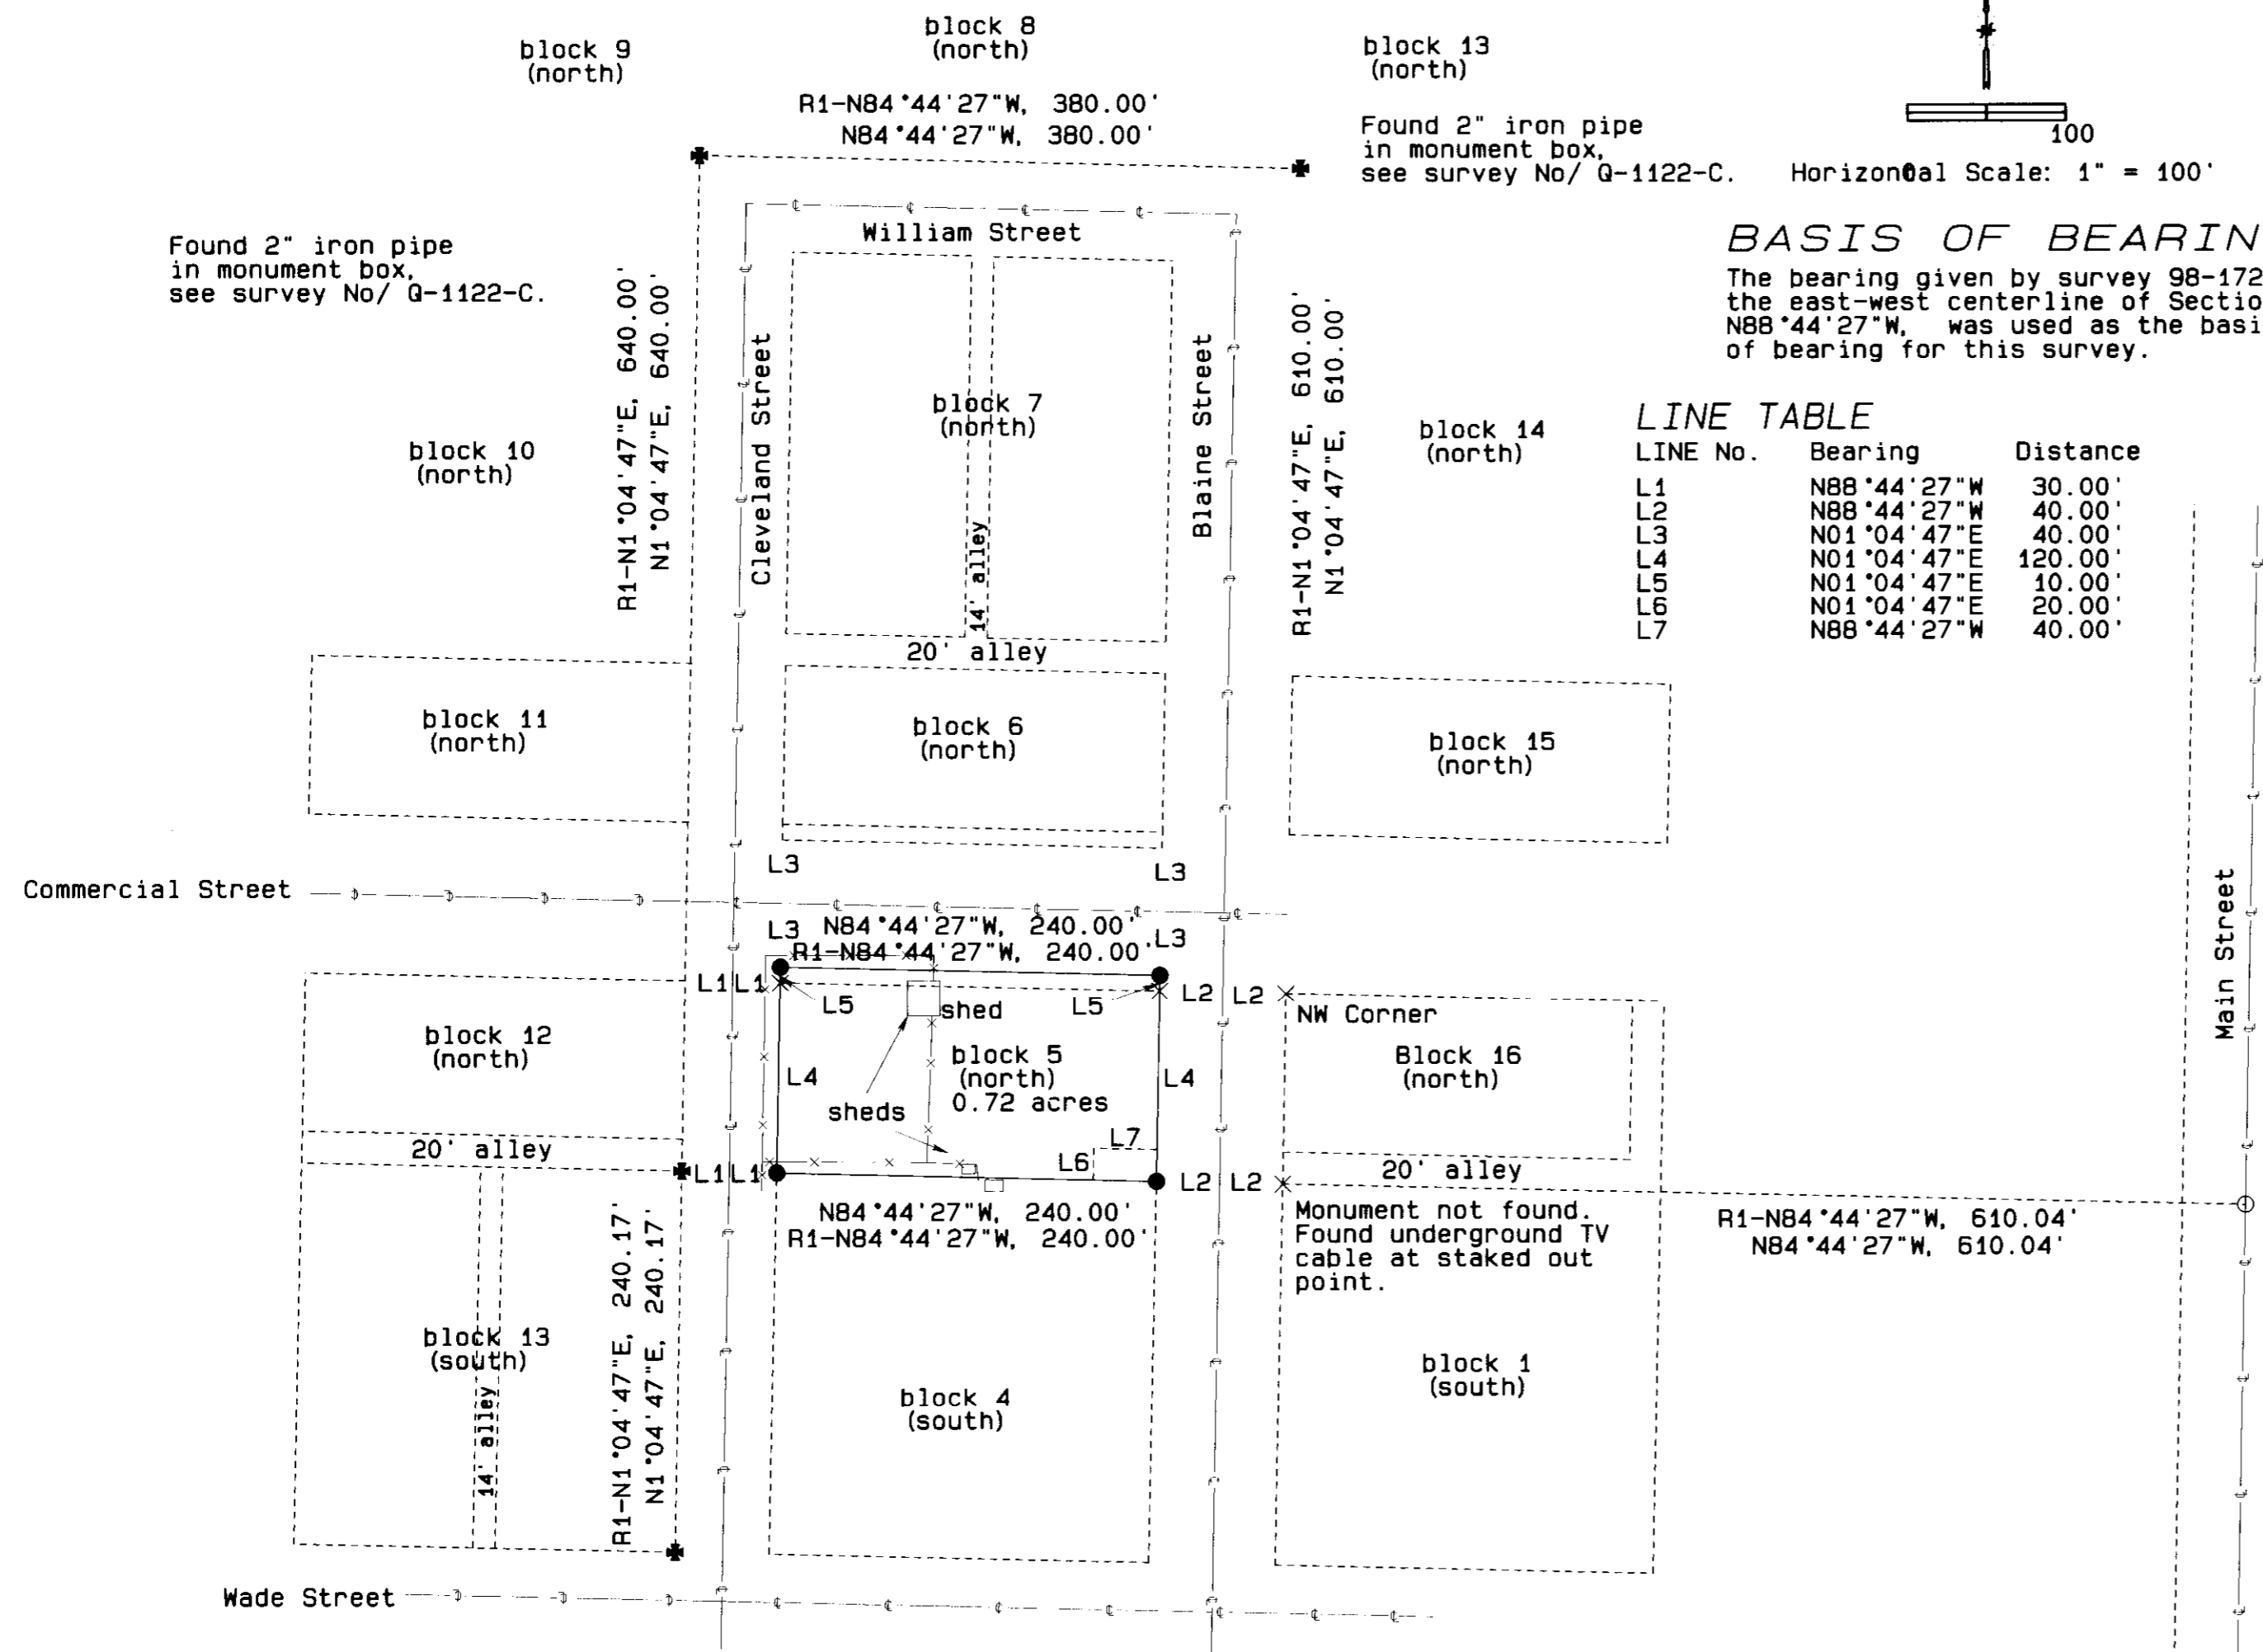 block 9
(north)
block 8
(north)
block 13
(north)
R1-N84°44'27"W, 380.00'
N84°44'27"W, 380.00'
Found 2" iron pipe
in monument box,
see survey No/ Q-1122-C.
100
Horizontal Scale: 1" = 100'
Found 2" iron pipe
in monument box,
see survey No/ Q-1122-C.
William Street
BASIS OF BEARIN
The bearing given by survey 98-172
the east-west centerline of Sectio
N88°44'27"W, was used as the basi
of bearing for this survey.
R1-N1°04'47"E, 640.00'
N1°04'47"E, 640.00'
Cleveland Street
block 7
(north)
14' alley
Blaine Street
R1-N1°04'47"E, 610.00'
N1°04'47"E, 610.00'
block 10
(north)
block 14
(north)
LINE TABLE
LINE No. Bearing Distance
L1 N88°44'27"W 30.00'
L2 N88°44'27"W 40.00'
L3 N01°04'47"E 40.00'
L4 N01°04'47"E 120.00'
L5 N01°04'47"E 10.00'
L6 N01°04'47"E 20.00'
L7 N88°44'27"W 40.00'
20' alley
block 11
(north)
block 6
(north)
block 15
(north)
L3
L3
Commercial Street
Main Street
L3
N84°44'27"W, 240.00'
L3
R1-N84°44'27"W, 240.00'
L1
L1
L5
shed
L5
L2
L2
NW Corner
block 12
(north)
L4
block 5
(north)
0.72 acres
L4
Block 16
(north)
sheds
L7
L6
20' alley
L1
L1
L2
L2
20' alley
N84°44'27"W, 240.00'
R1-N84°44'27"W, 240.00'
Monument not found.
Found underground TV
cable at staked out
point.
R1-N84°44'27"W, 610.04'
N84°44'27"W, 610.04'
R1-N1°04'47"E, 240.17'
N1°04'47"E, 240.17'
block 13
(south)
14' alley
block 4
(south)
block 1
(south)
Wade Street